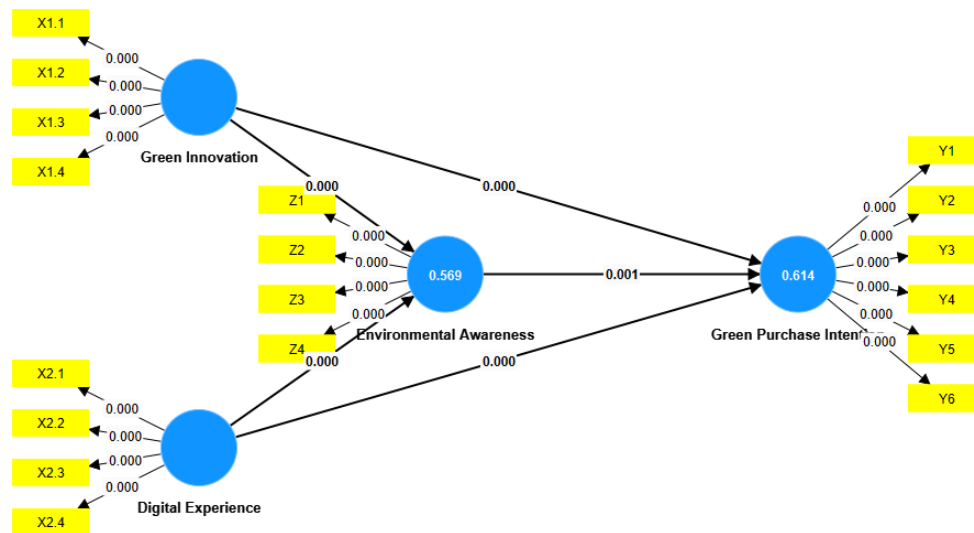 X1.1
0.000
X1.2
0.000
X1.3
0.000
X1.4
0.000
Green Innovation
0.000
0.000
Z1
0.000
Z2
0.000
Z3
0.000
Z4
0.000
0.569
Environmental Awareness
0.001
0.614
Green Purchase
Y1
0.000
Y2
0.000
Y3
0.000
Y4
0.000
Y5
0.000
Y6
0.000
0.000
0.000
X2.1
0.000
X2.2
0.000
X2.3
0.000
X2.4
0.000
Digital Experience